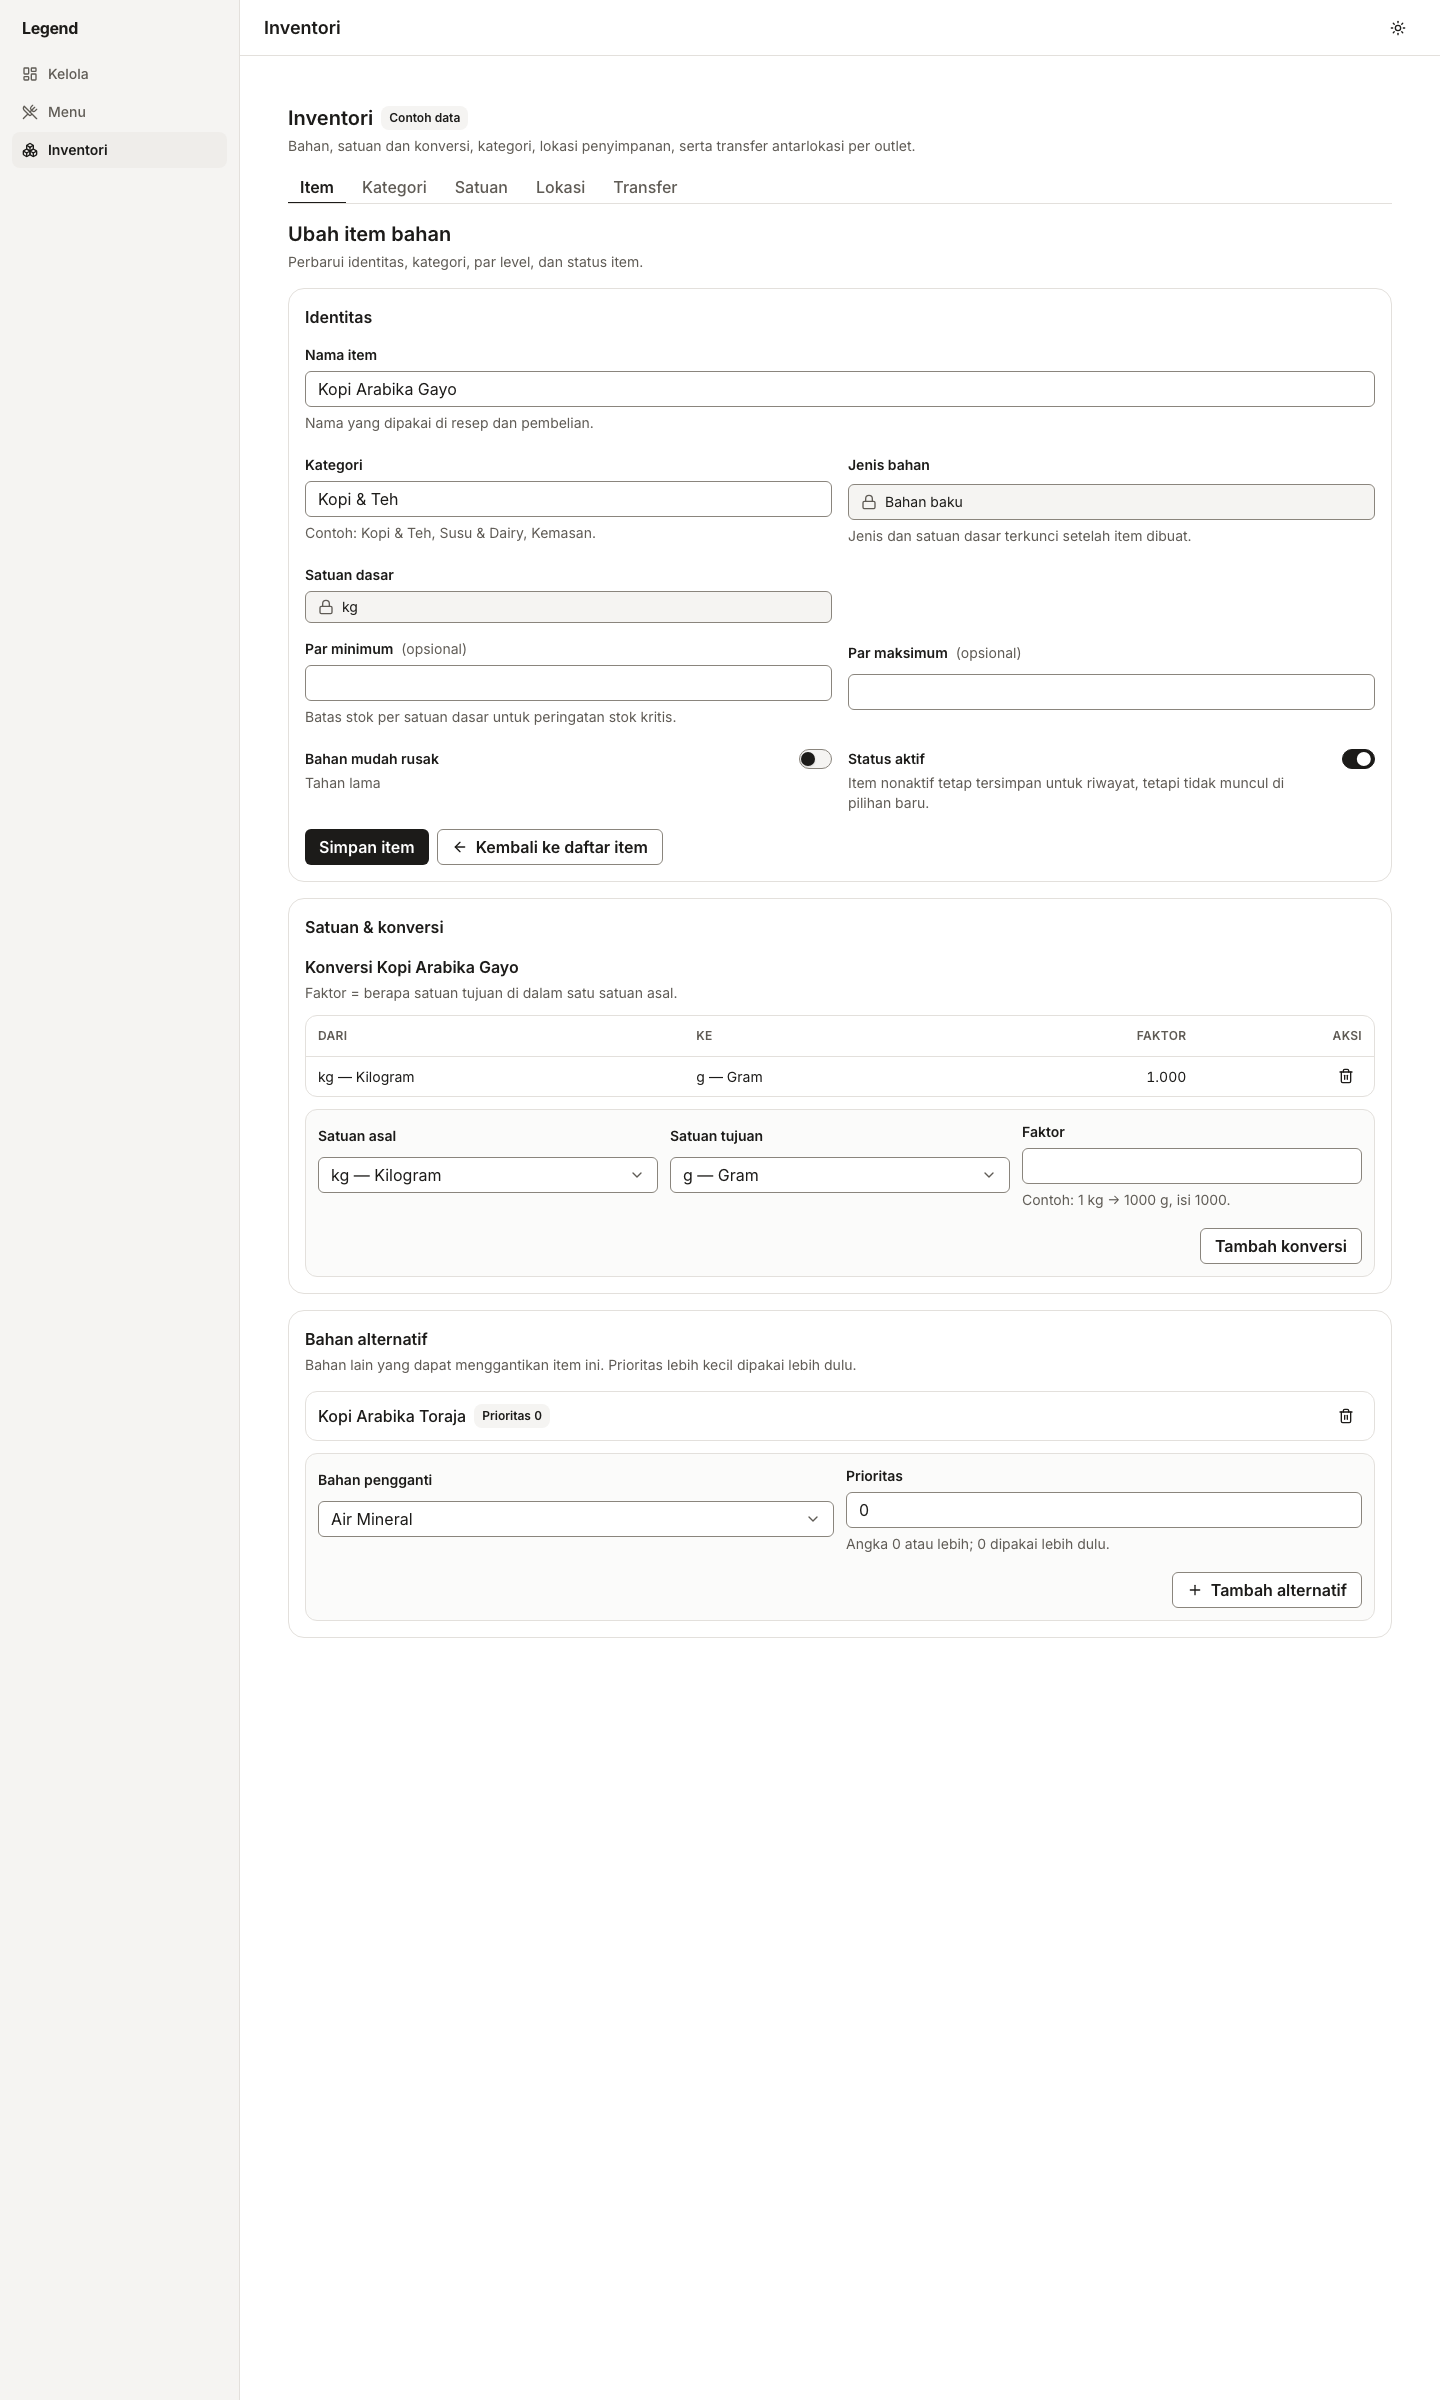 Legend
Inventori
Kelola
Menu
Inventori
Inventori Contoh data
Bahan, satuan dan konversi, kategori, lokasi penyimpanan, serta transfer antarlokasi per outlet.
Item Kategori Satuan Lokasi Transfer
Ubah item bahan
Perbarui identitas, kategori, par level, dan status item.
Identitas
Nama item
Kopi Arabika Gayo
Nama yang dipakai di resep dan pembelian.
Kategori
Kopi & Teh
Contoh: Kopi & Teh, Susu & Dairy, Kemasan.
Jenis bahan
Bahan baku
Jenis dan satuan dasar terkunci setelah item dibuat.
Satuan dasar
kg
Par minimum (opsional)
Batas stok per satuan dasar untuk peringatan stok kritis.
Par maksimum (opsional)
Bahan mudah rusak
Tahan lama
Status aktif
Item nonaktif tetap tersimpan untuk riwayat, tetapi tidak muncul di
pilihan baru.
Simpan item
Kembali ke daftar item
Satuan & konversi
Konversi Kopi Arabika Gayo
Faktor = berapa satuan tujuan di dalam satu satuan asal.
DARI KE FAKTOR AKSI
kg — Kilogram g — Gram 1.000
Satuan asal
kg — Kilogram
Satuan tujuan
g — Gram
Faktor
Contoh: 1 kg → 1000 g, isi 1000.
Tambah konversi
Bahan alternatif
Bahan lain yang dapat menggantikan item ini. Prioritas lebih kecil dipakai lebih dulu.
Kopi Arabika Toraja Prioritas 0
Bahan pengganti
Air Mineral
Prioritas
0
Angka 0 atau lebih; 0 dipakai lebih dulu.
Tambah alternatif